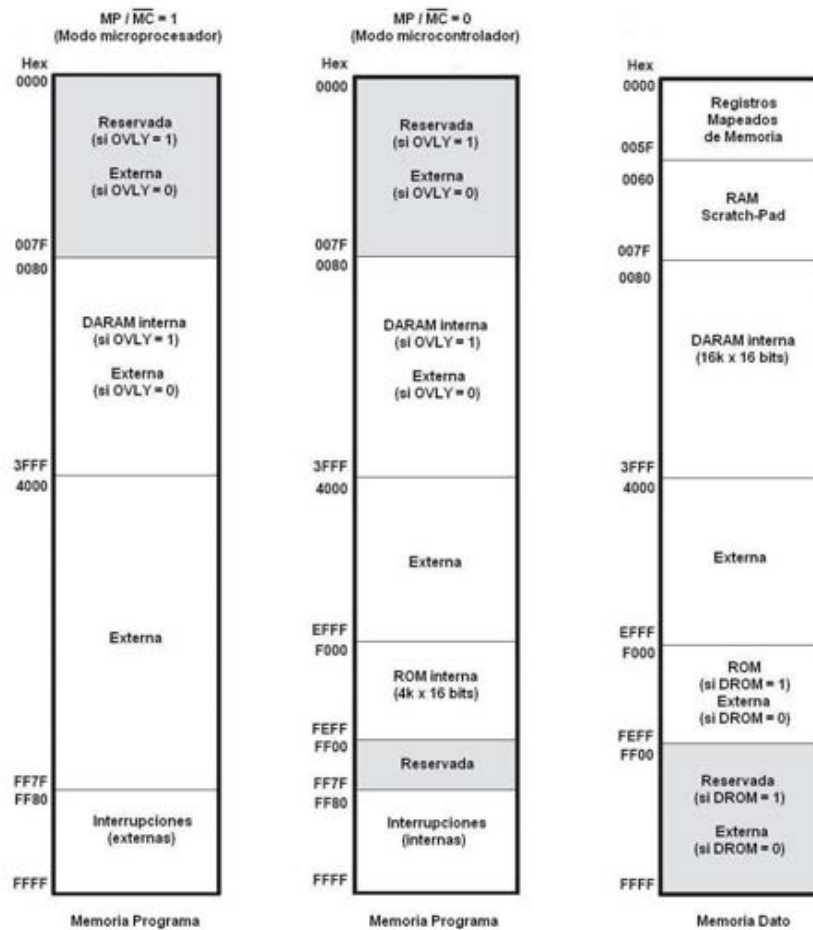 MP / MC = 1
(Modo microprocesador)
Hex
0000
Reservada
(si OVLY = 1)
Externa
(si OVLY = 0)
007F
0080
DARAM interna
(si OVLY = 1)
Externa
(si OVLY = 0)
3FFF
4000
Externa
FF7F
FF80
Interrupciones
(externas)
FFFF
Memoria Programa
MP / MC = 0
(Modo microcontrolador)
Hex
0000
Reservada
(si OVLY = 1)
Externa
(si OVLY = 0)
007F
0080
DARAM interna
(si OVLY = 1)
Externa
(si OVLY = 0)
3FFF
4000
Externa
EFFF
F000
ROM interna
(4k x 16 bits)
FEFF
FF00
Reservada
FF7F
FF80
Interrupciones
(internas)
FFFF
Memoria Programa
Hex
0000
Registros
Mapeados
de Memoria
005F
0060
RAM
Scratch-Pad
007F
0080
DARAM interna
(16k x 16 bits)
3FFF
4000
Externa
EFFF
F000
ROM
(si DROM = 1)
Externa
(si DROM = 0)
FEFF
FF00
Reservada
(si DROM = 1)
Externa
(si DROM = 0)
FFFF
Memoria Dato